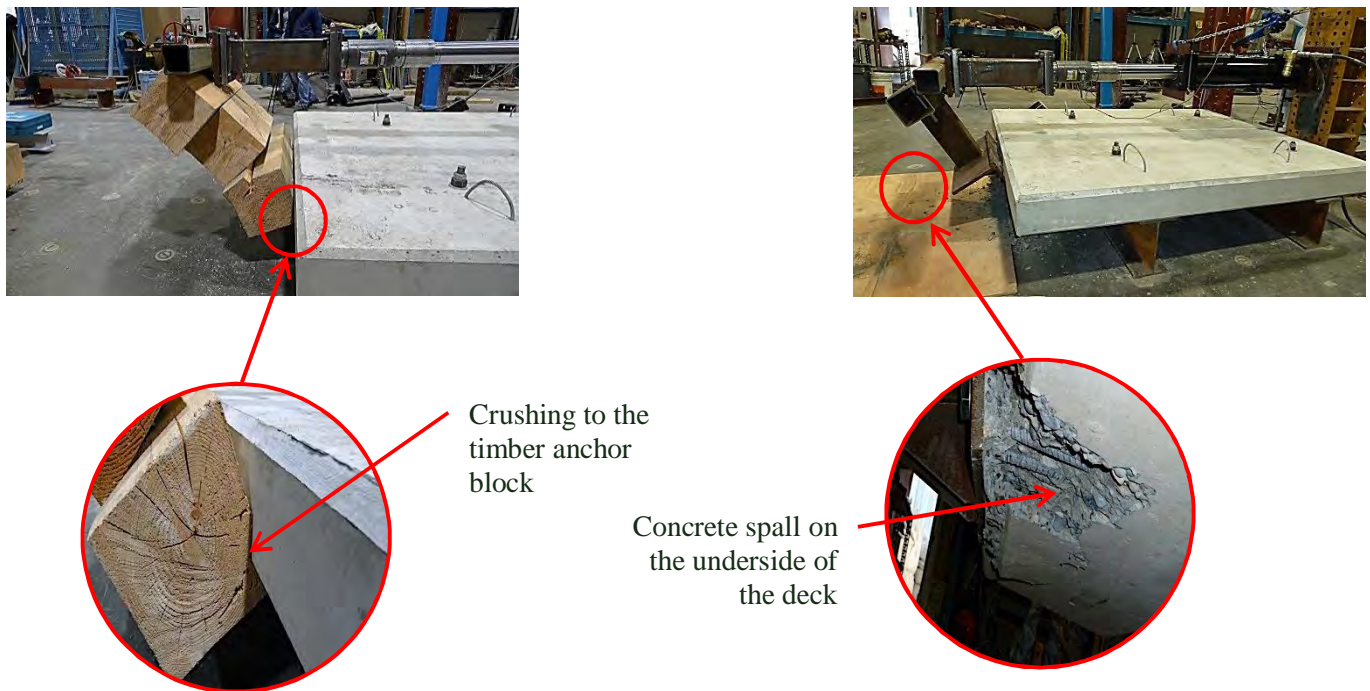 Crushing to the
timber anchor
block
Concrete spall on
the underside of
the deck